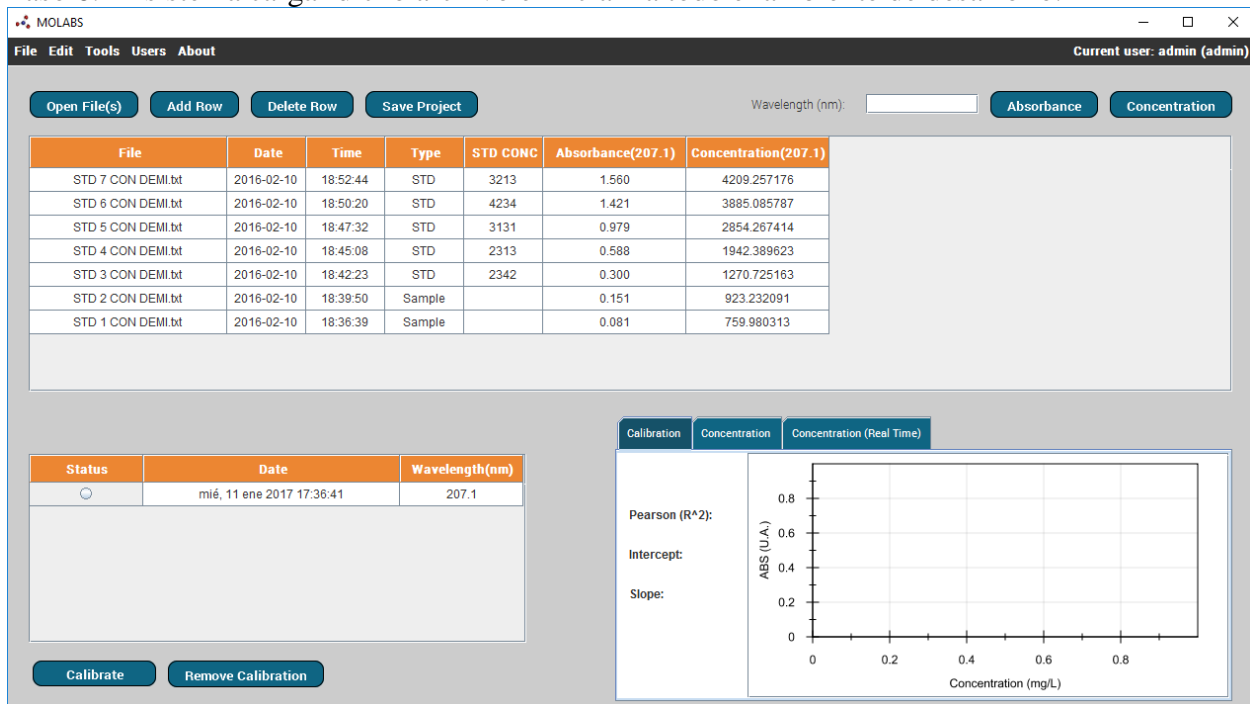 MOLABS
File Edit Tools Users About Current user: admin (admin)
Open File(s) Add Row Delete Row Save Project Wavelength (nm): Absorbance Concentration
File Date Time Type STD CONC Absorbance(207.1) Concentration(207.1)
STD 7 CON DEMI.txt 2016-02-10 18:52:44 STD 3213 1.560 4209.257176
STD 6 CON DEMI.txt 2016-02-10 18:50:20 STD 4234 1.421 3885.085787
STD 5 CON DEMI.txt 2016-02-10 18:47:32 STD 3131 0.979 2854.267414
STD 4 CON DEMI.txt 2016-02-10 18:45:08 STD 2313 0.588 1942.389623
STD 3 CON DEMI.txt 2016-02-10 18:42:23 STD 2342 0.300 1270.725163
STD 2 CON DEMI.txt 2016-02-10 18:39:50 Sample 0.151 923.232091
STD 1 CON DEMI.txt 2016-02-10 18:36:39 Sample 0.081 759.980313
Calibration Concentration Concentration (Real Time)
Status Date Wavelength(nm)
mié, 11 ene 2017 17:36:41 207.1
Pearson (R^2):
Intercept:
Slope:
ABS (U.A.)
0.8
0.6
0.4
0.2
0
0 0.2 0.4 0.6 0.8
Concentration (mg/L)
Calibrate Remove Calibration